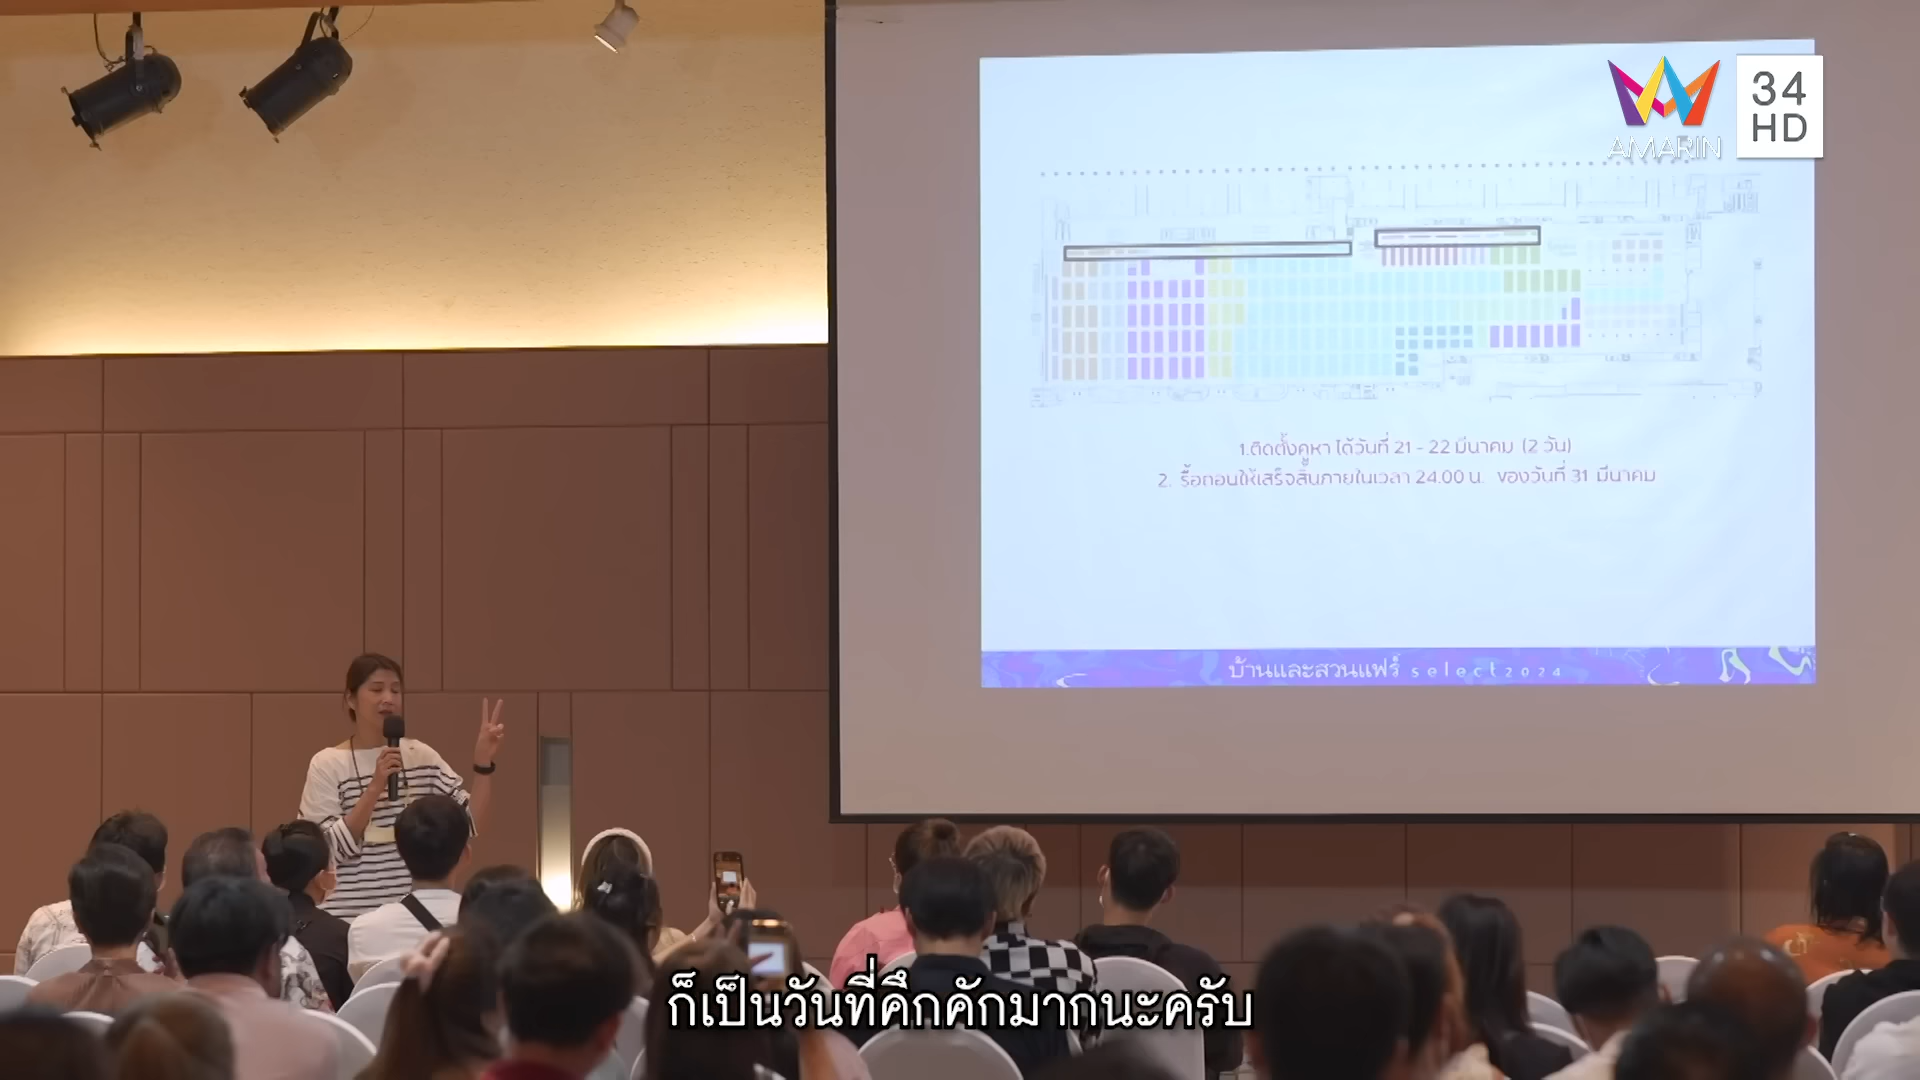 AMARIN
34
HD
1.ติดตั้งคูหา ได้วันที่ 21 - 22 มีนาคม (2 วัน)
2. รื้อถอนให้เสร็จสิ้นภายในเวลา 24.00 น. ของวันที่ 31 มีนาคม
บ้านและสวนแฟร์ select2024
ก็เป็นวันที่คึกคักมากนะครับ